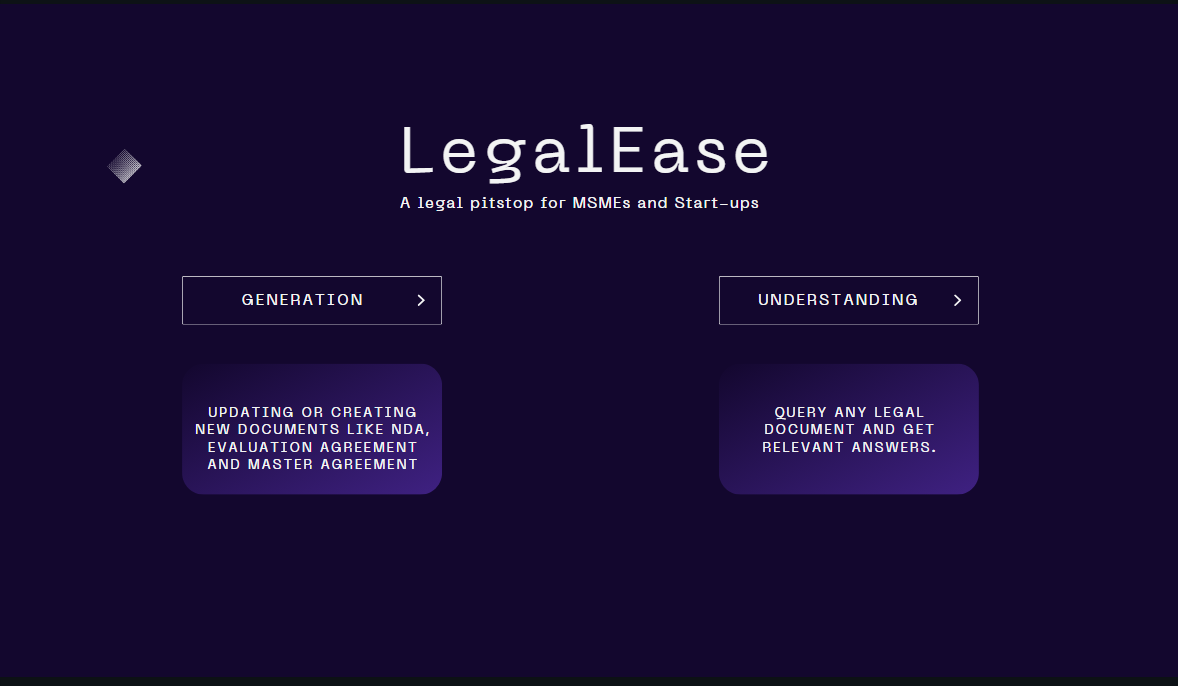 LegalEase
A legal pitstop for MSMEs and Start-ups
GENERATION
UPDATING OR CREATING
NEW DOCUMENTS LIKE NDA,
EVALUATION AGREEMENT
AND MASTER AGREEMENT
UNDERSTANDING
QUERY ANY LEGAL
DOCUMENT AND GET
RELEVANT ANSWERS.